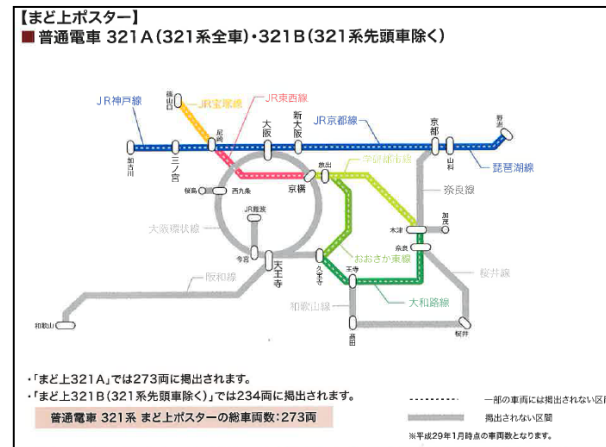 【まど上ポスター】
■ 普通電車 321A(321系全車)・321B(321系先頭車除く)
篠山口
JR神戸線
JR宝塚線
JR東西線
尼崎
大阪
新大阪
JR京都線
京都
山科
野洲
琵琶湖線
加古川
三ノ宮
京橋
放出
学研都市線
奈良線
桜島
西九条
JR難波
大阪環状線
今宮
天王寺
久宝寺
おおさか東線
木津
加茂
奈良
桜井線
王寺
大和路線
阪和線
和歌山線
和歌山
高田
桜井
・「まど上321A」では273両に掲出されます。
・「まど上321B(321系先頭車除く)」では234両に掲出されます。
普通電車 321系 まど上ポスターの総車両数:273両
一部の車両には掲出されない区間
掲出されない区間
※平成29年1月時点の車両数となります。